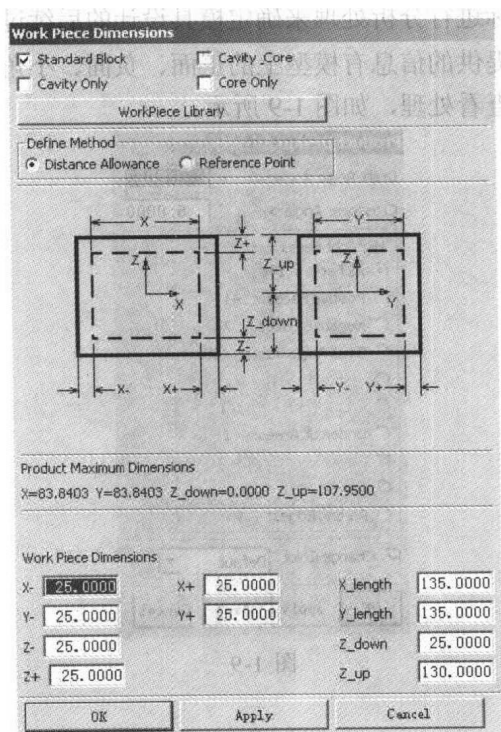 Work Piece Dimensions
Standard Block
Cavity_Core
Cavity Only
Core Only
WorkPiece Library
Define Method
Distance Allowance
Reference Point
X
Y
Z+
Z_up
Z
X
Z
Y
Z_down
Z-
X-
X+
Y-
Y+
Product Maximum Dimensions
X=83.8403 Y=83.8403 Z_down=0.0000 Z_up=107.9500
Work Piece Dimensions
X- 25.0000 X+ 25.0000 X_length 135.0000
Y- 25.0000 Y+ 25.0000 Y_length 135.0000
Z- 25.0000 Z_down 25.0000
Z+ 25.0000 Z_up 130.0000
OK Apply Cancel